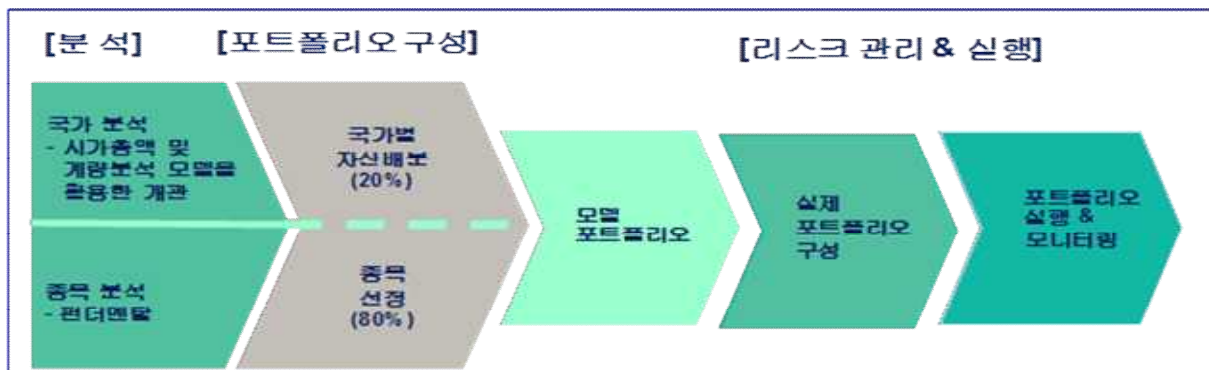 [분 석]
[포트폴리오 구성]
[리스크 관리 & 실행]
국가 분석
- 시가총액 및
계량분석 모델을
활용한 개관
종목 분석
- 펀더멘탈
국가별
자산배분
(20%)
종목
선정
(80%)
모델
포트폴리오
실제
포트폴리오
구성
포트폴리오
실행 &
모니터링